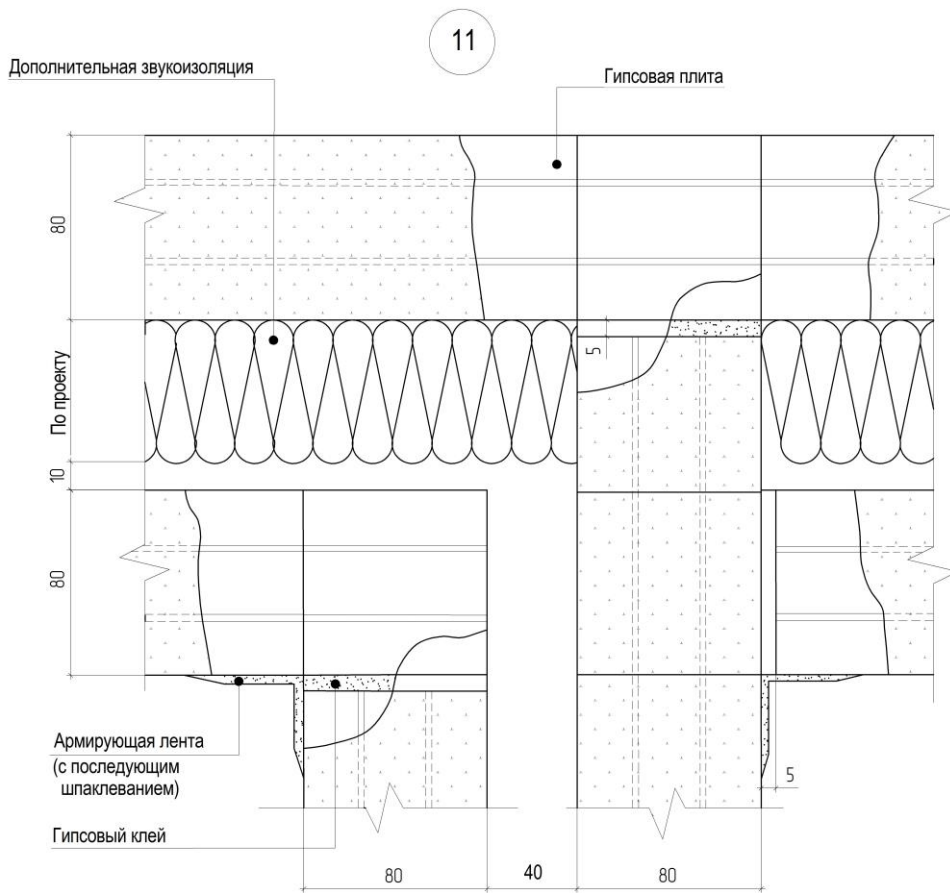 11
Дополнительная звукоизоляция
Гипсовая плита
80
По проекту
5
10
80
Армирующая лента
(с последующим
шпаклеванием)
5
Гипсовый клей
80
40
80